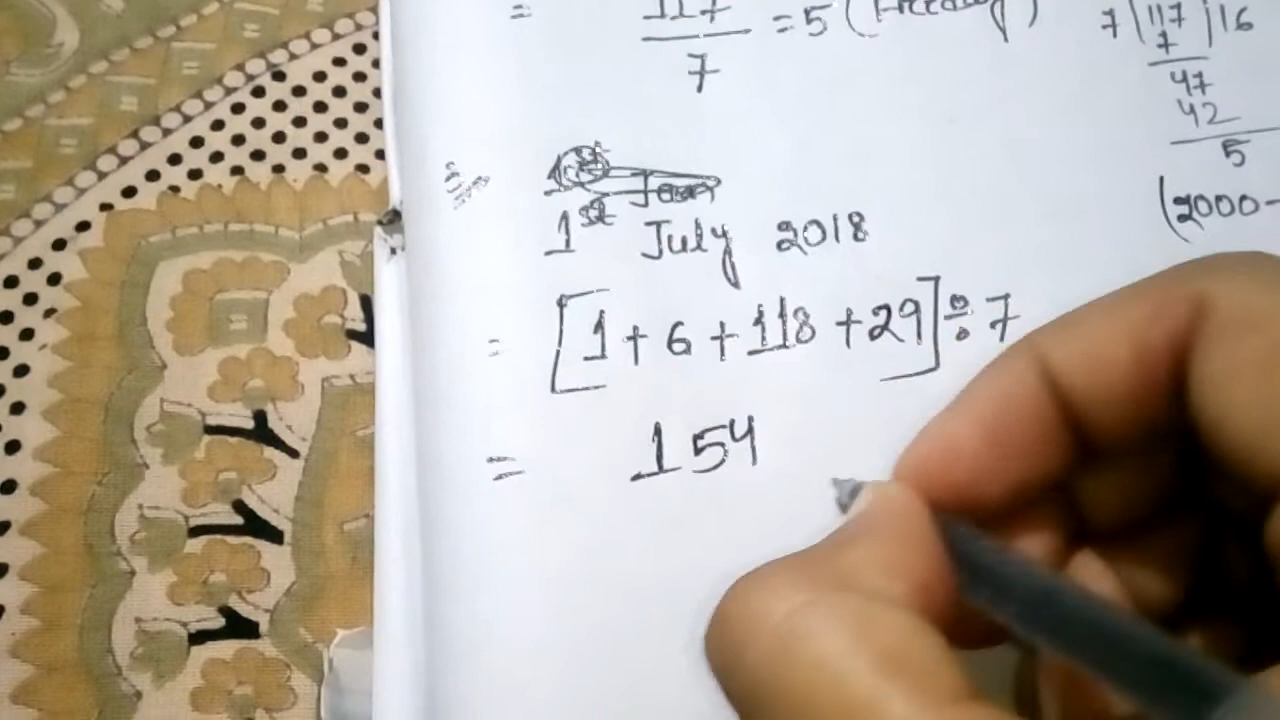 = 117/7 = 5
7 | 117 | 16
7
47
42
5
(2000-
1st July 2018
= [1 + 6 + 118 + 29] ÷ 7
= 154